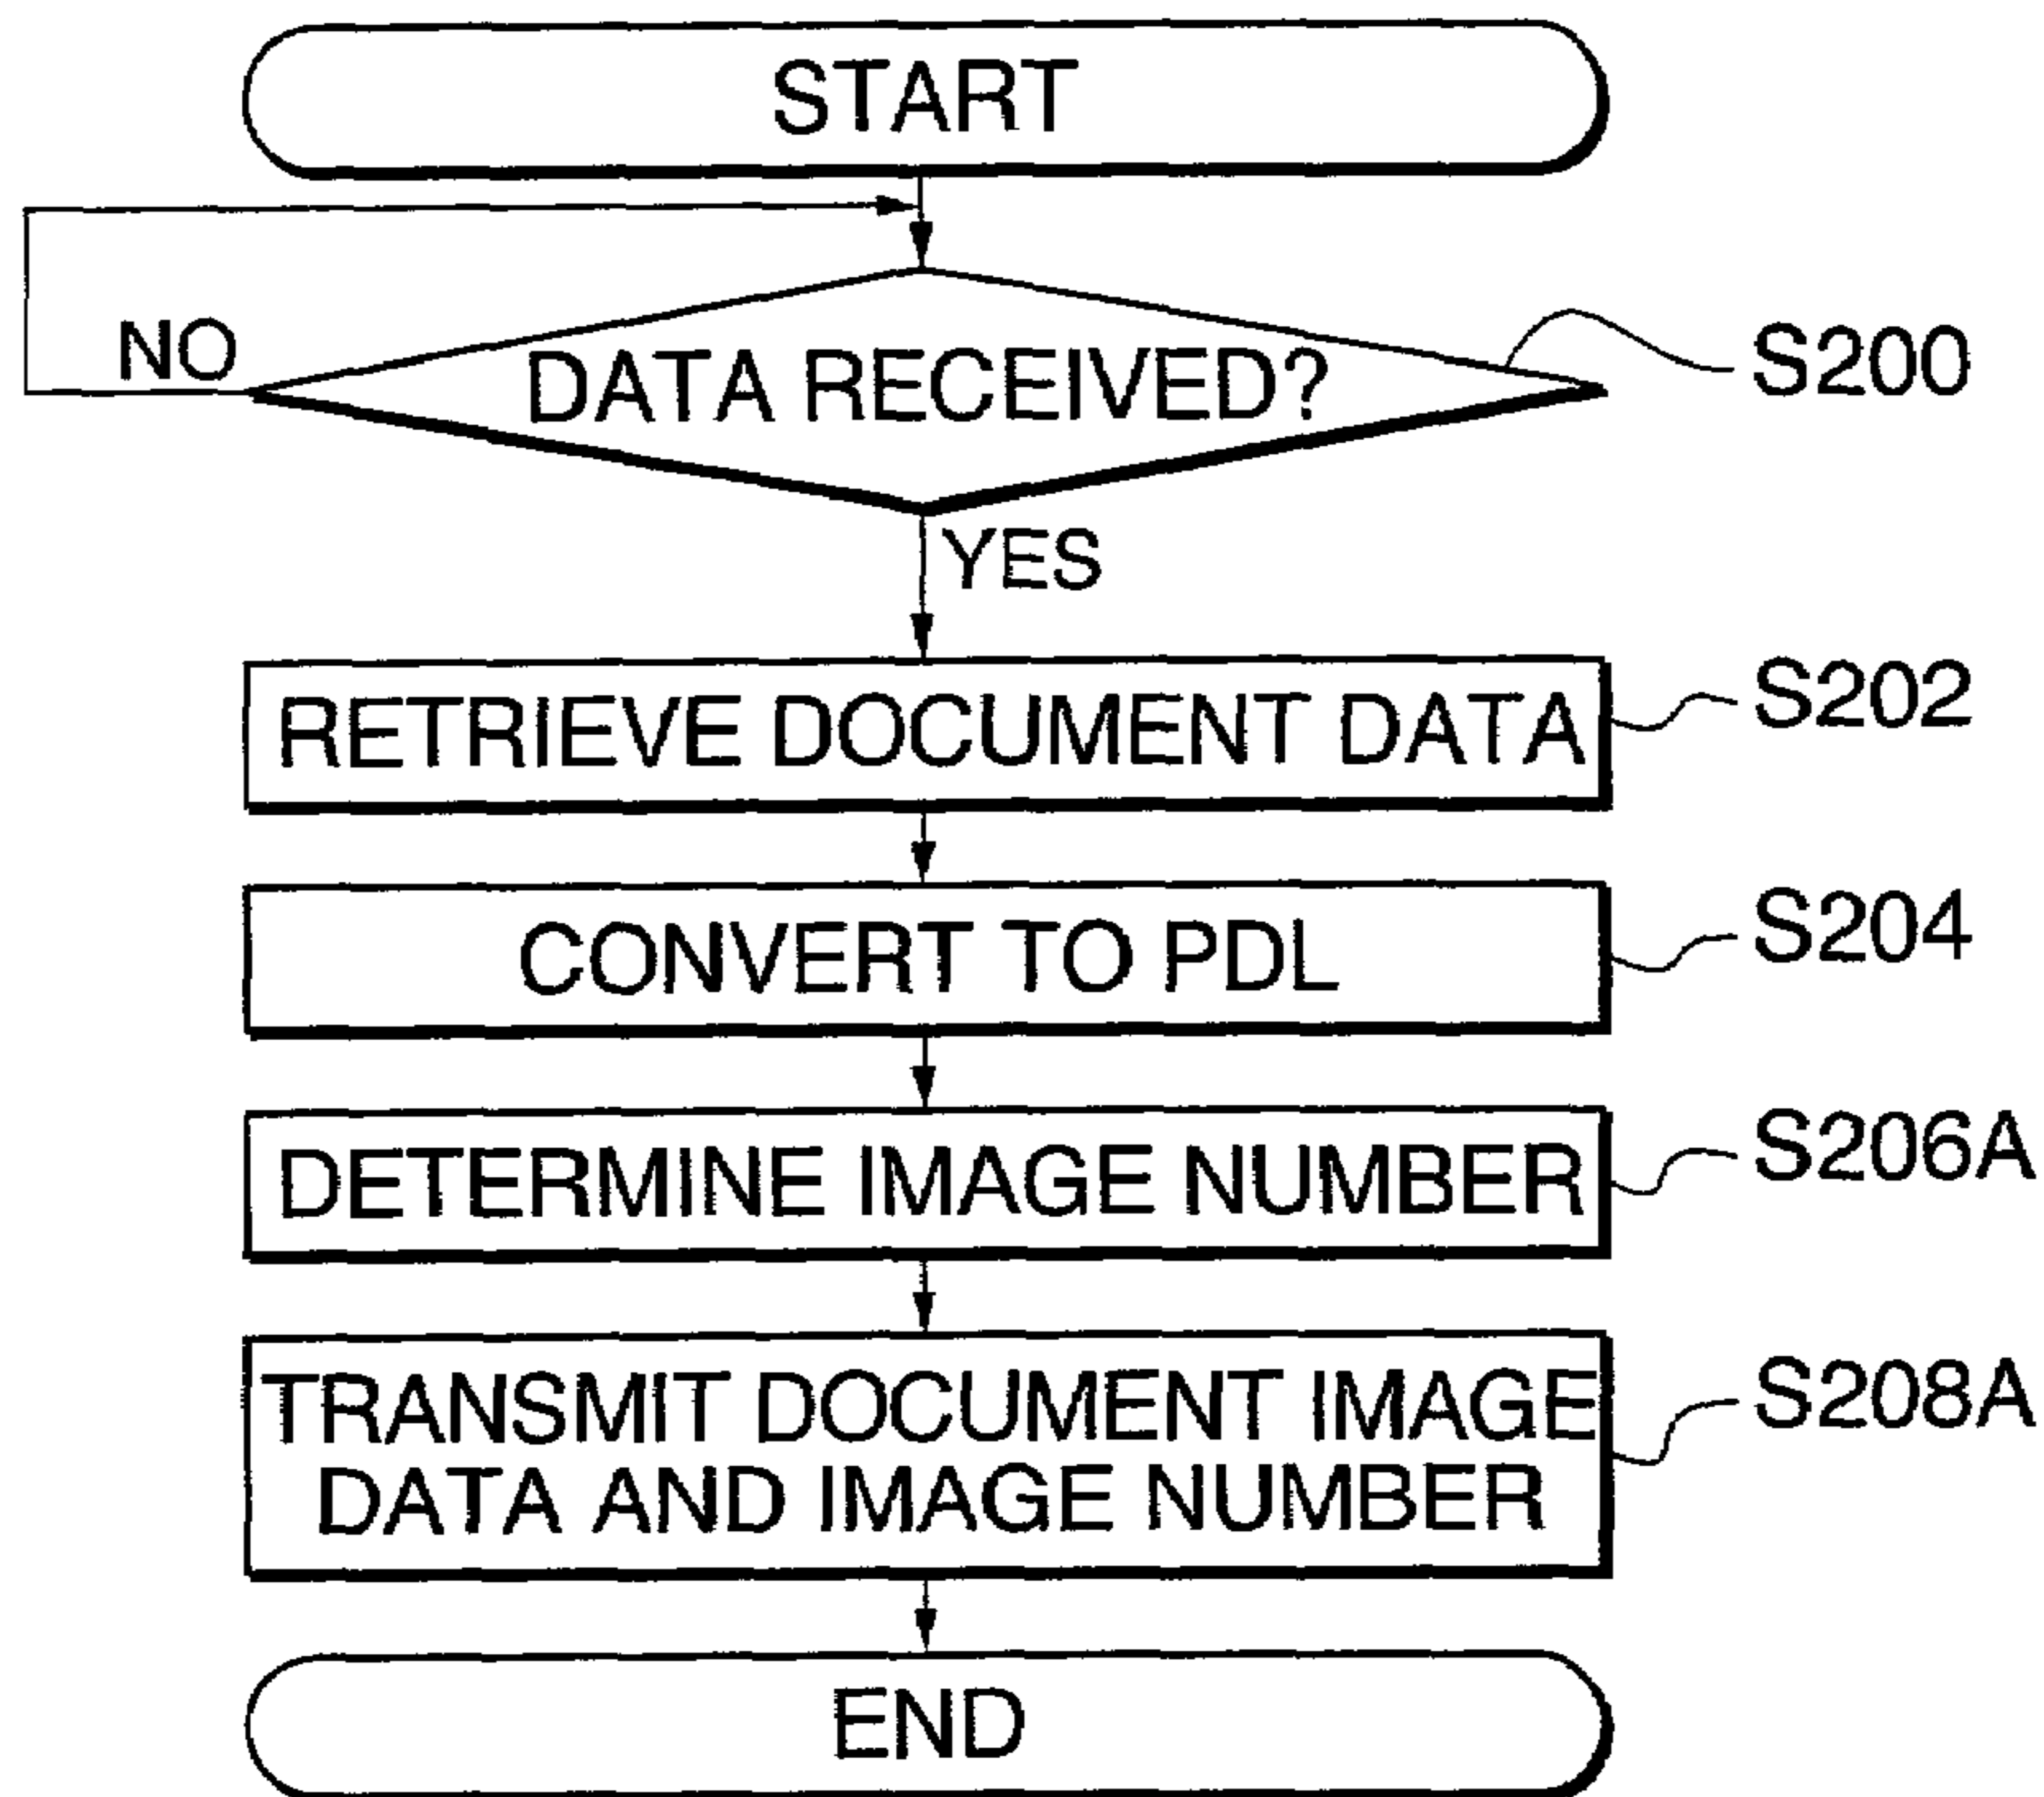 START
NO
DATA RECEIVED?
S200
YES
RETRIEVE DOCUMENT DATA
S202
CONVERT TO PDL
S204
DETERMINE IMAGE NUMBER
S206A
TRANSMIT DOCUMENT IMAGE
DATA AND IMAGE NUMBER
S208A
END